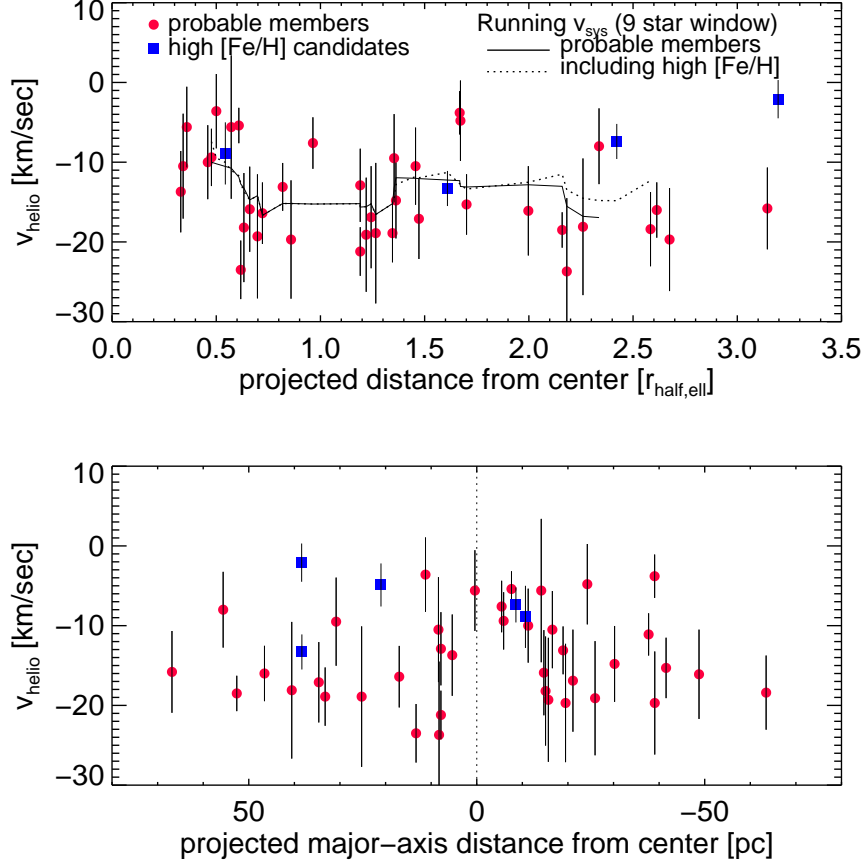 10
0
−10
−20
−30
v_helio [km/sec]
probable members
high [Fe/H] candidates
Running v_sys (9 star window)
probable members
including high [Fe/H]
0.0 0.5 1.0 1.5 2.0 2.5 3.0 3.5
projected distance from center [r_half,ell]
10
0
−10
−20
−30
v_helio [km/sec]
50 0 −50
projected major−axis distance from center [pc]